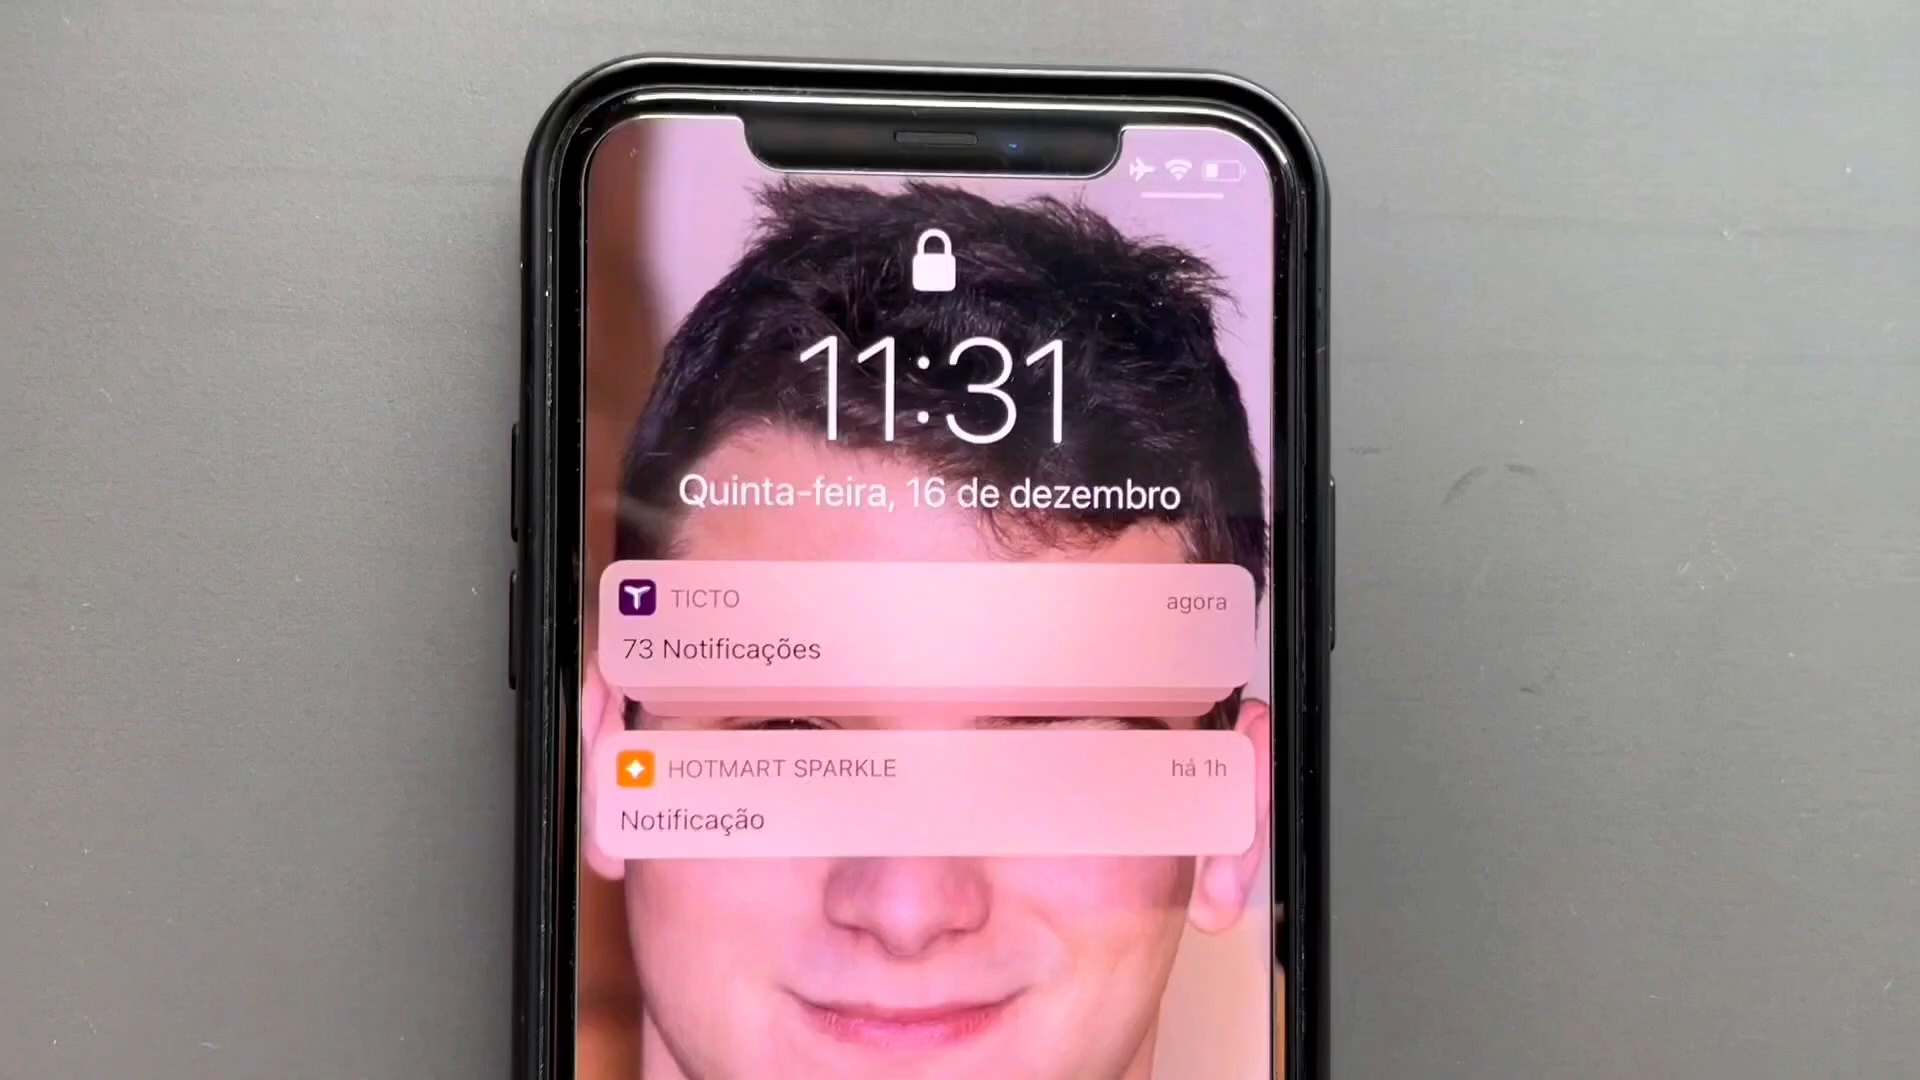 11:31
Quinta-feira, 16 de dezembro
TICTO
agora
73 Notificações
HOTMART SPARKLE
há 1h
Notificação